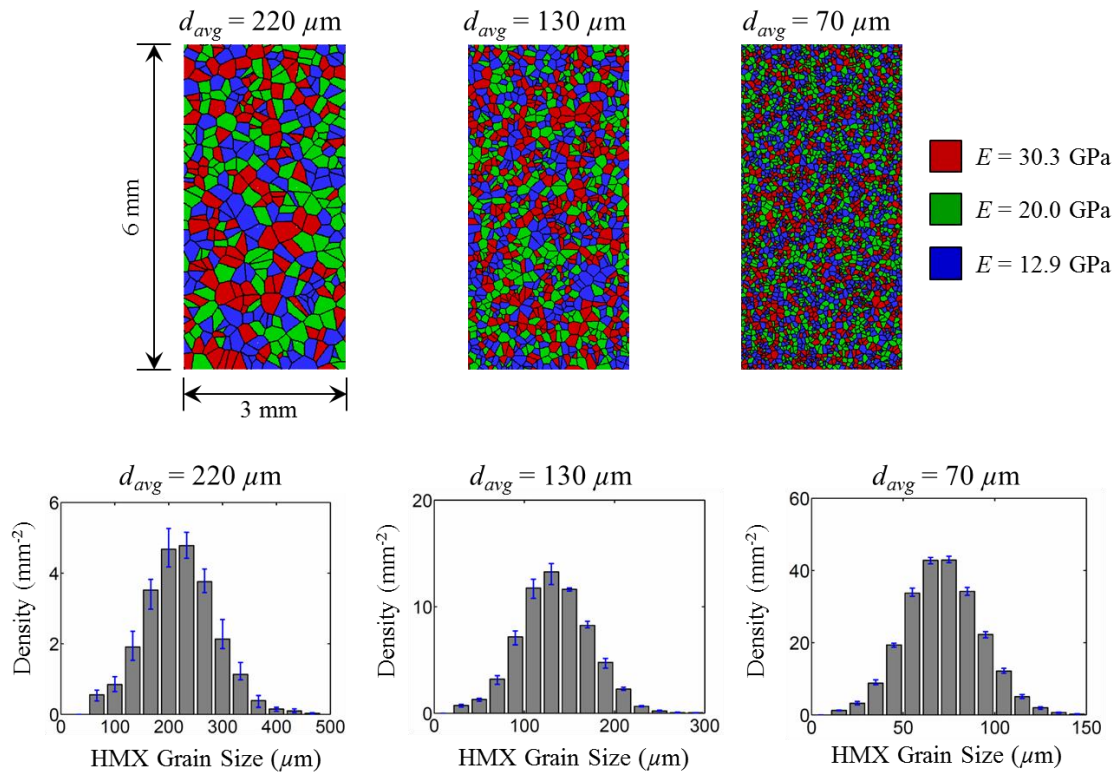 d_avg = 220 µm
d_avg = 130 µm
d_avg = 70 µm
6 mm
3 mm
E = 30.3 GPa
E = 20.0 GPa
E = 12.9 GPa
d_avg = 220 µm
d_avg = 130 µm
d_avg = 70 µm
Density (mm⁻²)
6
4
2
0
0 100 200 300 400 500
HMX Grain Size (µm)
Density (mm⁻²)
20
10
0
0 100 200 300
HMX Grain Size (µm)
Density (mm⁻²)
60
40
20
0
50 100 150
HMX Grain Size (µm)